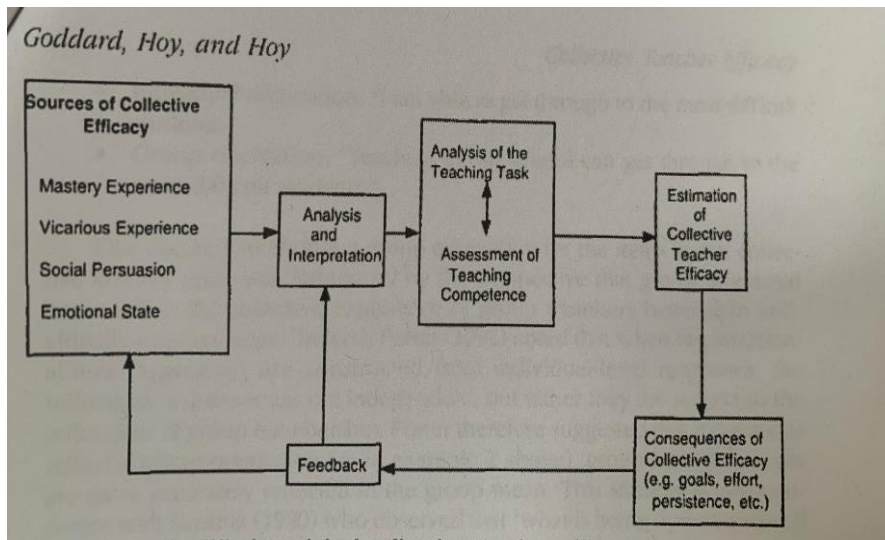 Goddard, Hoy, and Hoy
Sources of Collective
Efficacy
Mastery Experience
Vicarious Experience
Social Persuasion
Emotional State
Analysis
and
Interpretation
Analysis of the
Teaching Task
Assessment of
Teaching
Competence
Estimation
of
Collective
Teacher
Efficacy
Consequences of
Collective Efficacy
(e.g. goals, effort,
persistence, etc.)
Feedback